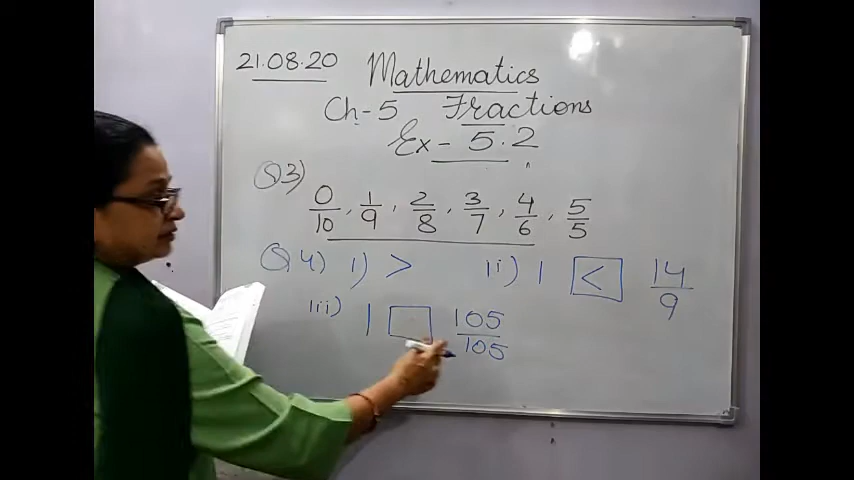 21.08.20 Mathematics
Ch-5 Fractions
Ex- 5.2
Q3) 0/10, 1/9, 2/8, 3/7, 4/6, 5/5
Q4) i) > ii) 1 < 14/9
iii) 1 105/105